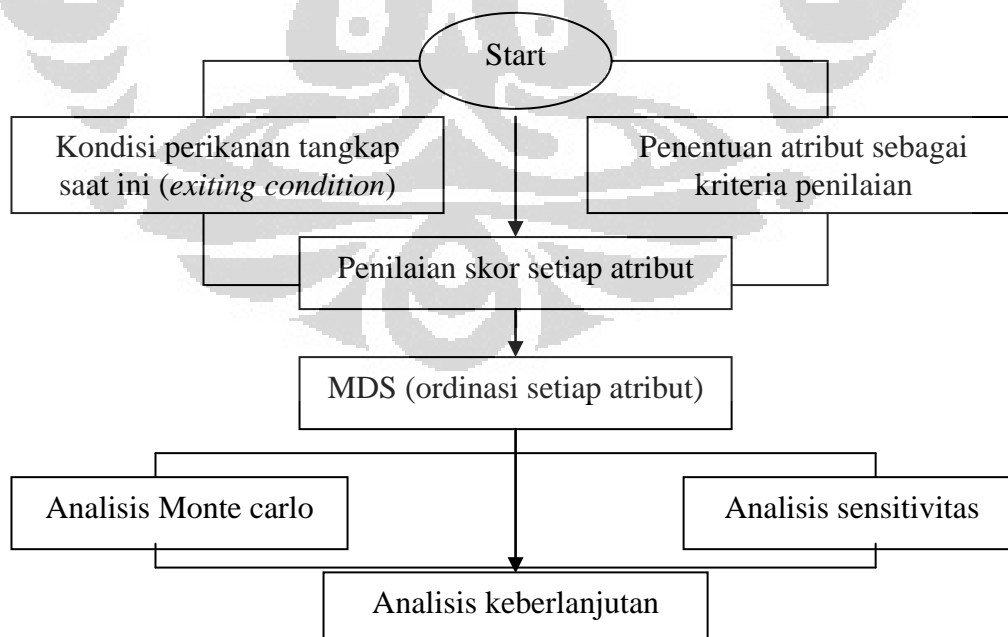 Start
Kondisi perikanan tangkap
saat ini (exiting condition)
Penentuan atribut sebagai
kriteria penilaian
Penilaian skor setiap atribut
MDS (ordinasi setiap atribut)
Analisis Monte carlo
Analisis sensitivitas
Analisis keberlanjutan